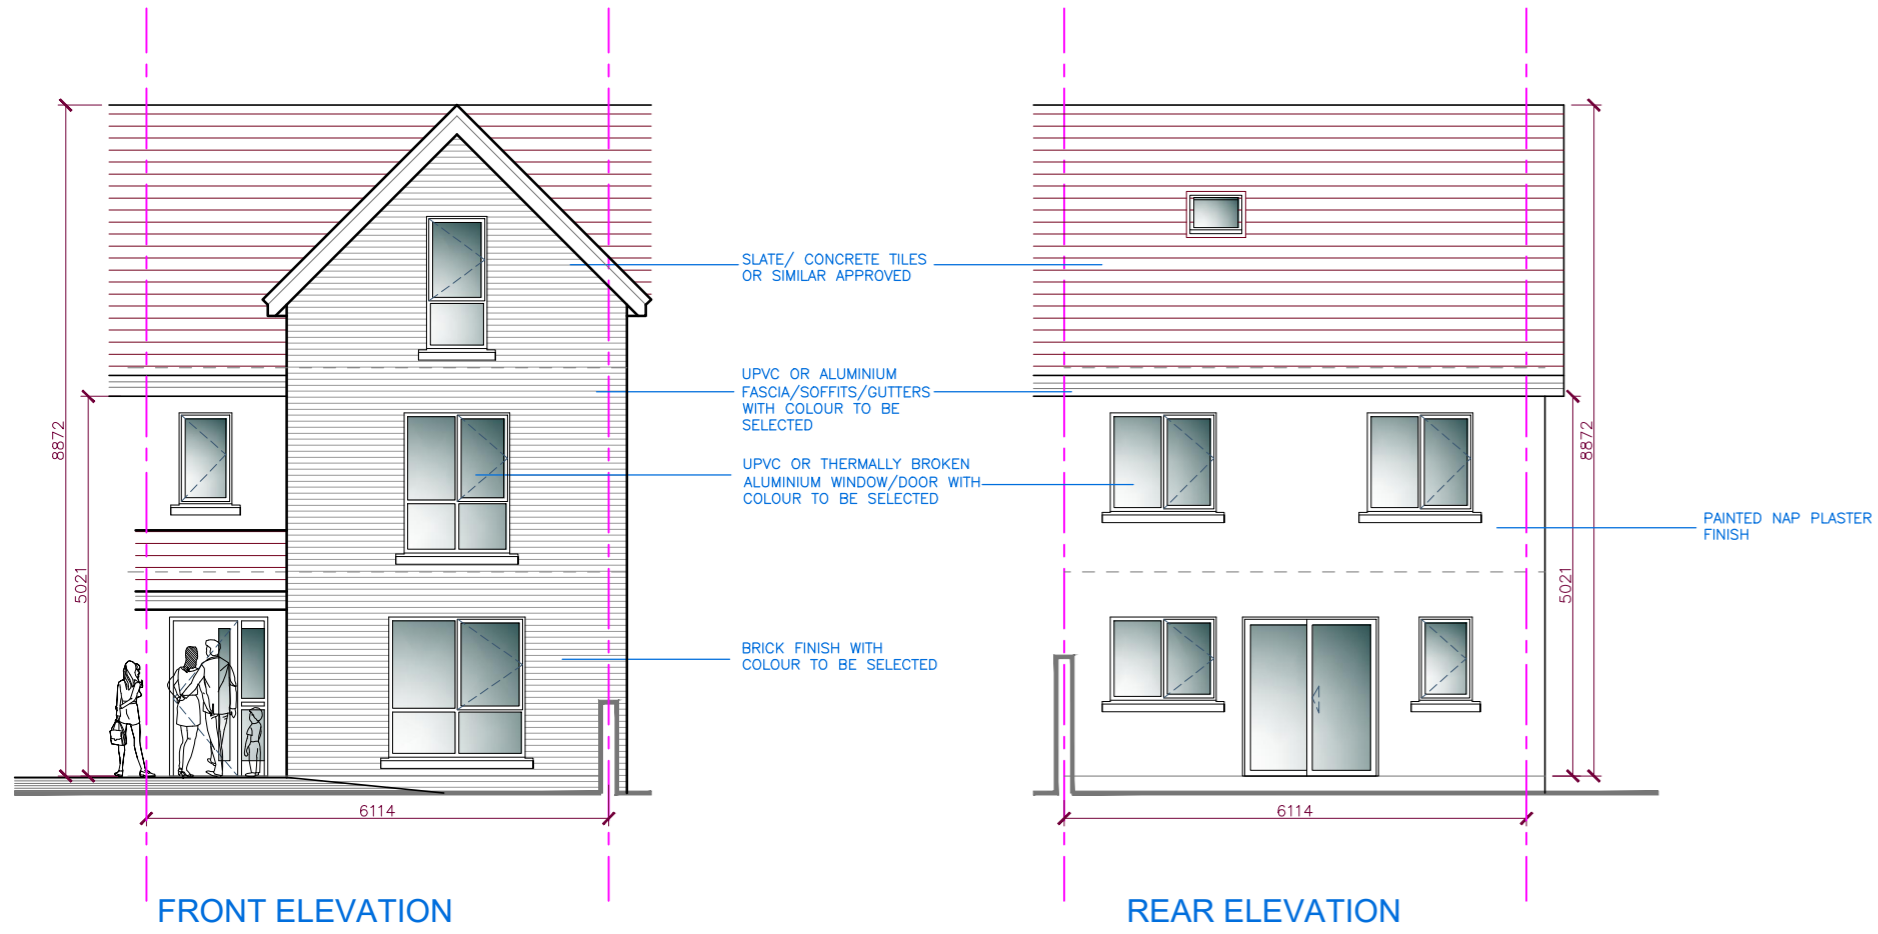 8872
5021
6114
SLATE/ CONCRETE TILES
OR SIMILAR APPROVED
UPVC OR ALUMINIUM
FASCIA/SOFFITS/GUTTERS
WITH COLOUR TO BE
SELECTED
UPVC OR THERMALLY BROKEN
ALUMINIUM WINDOW/DOOR WITH
COLOUR TO BE SELECTED
BRICK FINISH WITH
COLOUR TO BE SELECTED
8872
5021
6114
PAINTED NAP PLASTER
FINISH
FRONT ELEVATION
REAR ELEVATION